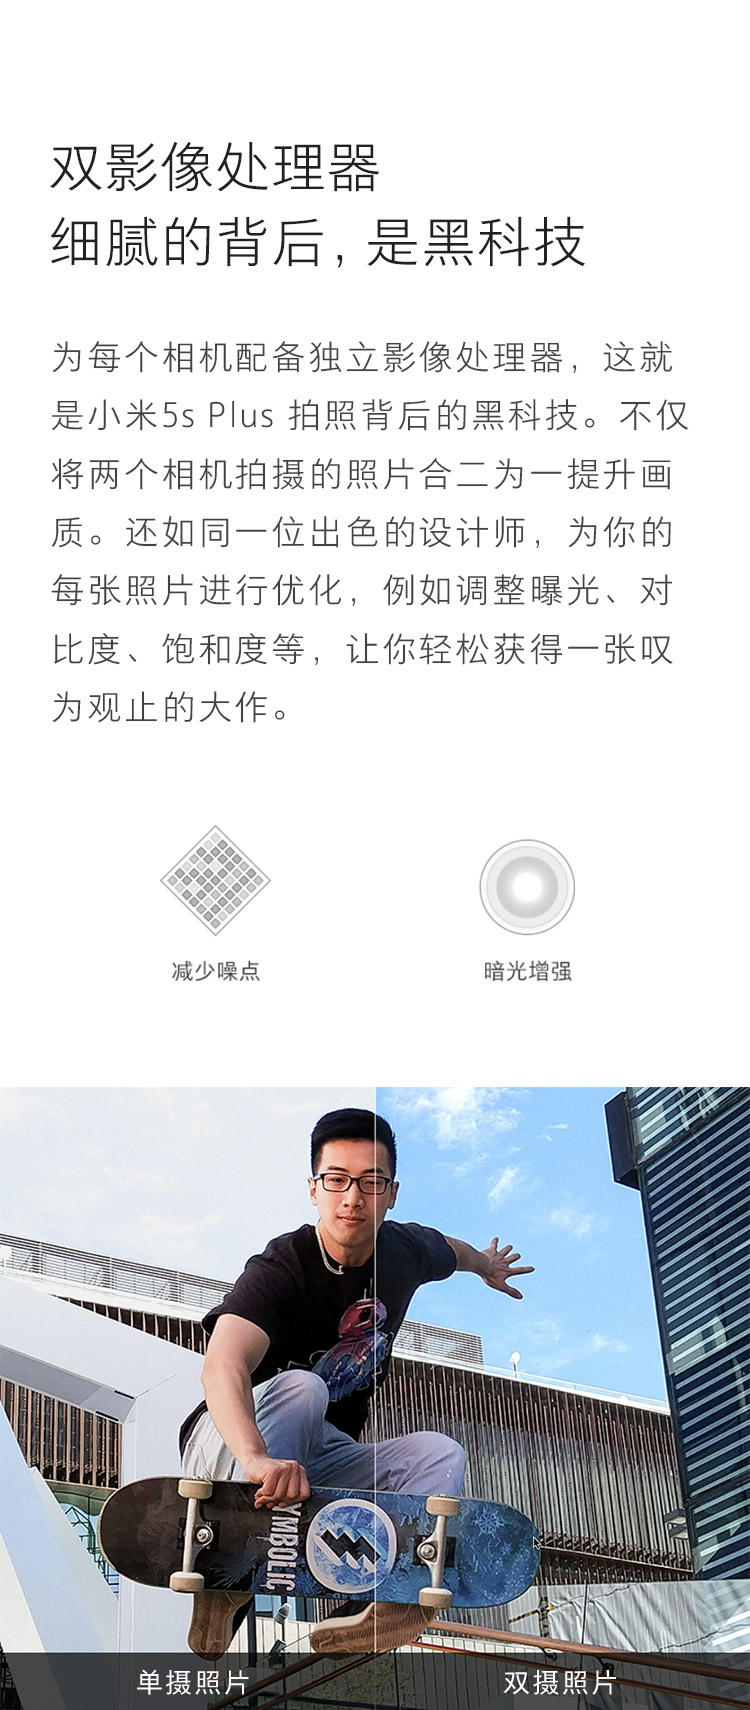 双影像处理器
细腻的背后, 是黑科技
为每个相机配备独立影像处理器，这就
是小米5s Plus 拍照背后的黑科技。不仅
将两个相机拍摄的照片合二为一提升画
质。还如同一位出色的设计师，为你的
每张照片进行优化，例如调整曝光、对
比度、饱和度等，让你轻松获得一张叹
为观止的大作。
减少噪点
暗光增强
YMBOLIC
单摄照片
双摄照片